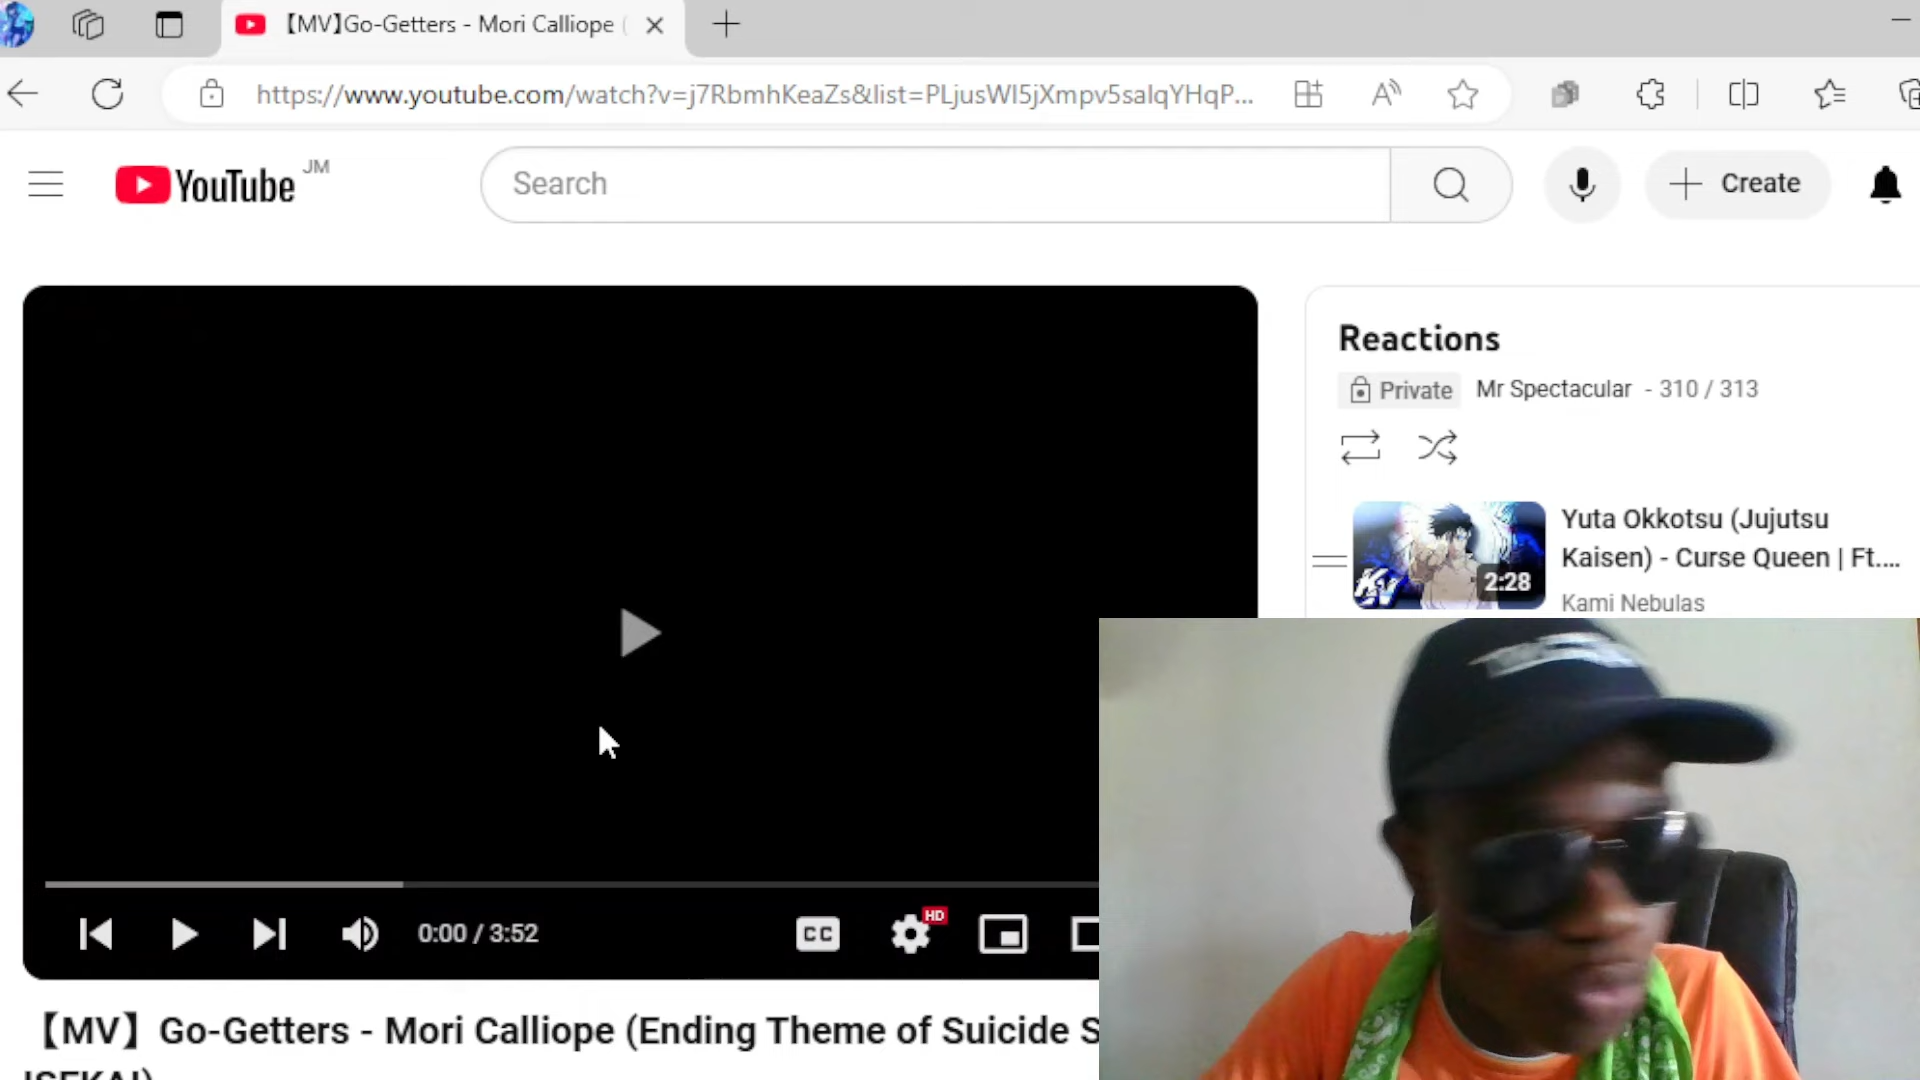 【MV】Go-Getters - Mori Calliope (
https://www.youtube.com/watch?v=j7RbmhKeaZs&list=PLjusWI5jXmpv5salqYHqP...
YouTube JM
Search
Create
Reactions
Private Mr Spectacular - 310 / 313
Yuta Okkotsu (Jujutsu
Kaisen) - Curse Queen | Ft....
2:28
Kami Nebulas
0:00 / 3:52
CC
HD
【MV】Go-Getters - Mori Calliope (Ending Theme of Suicide S
ISEKAI)